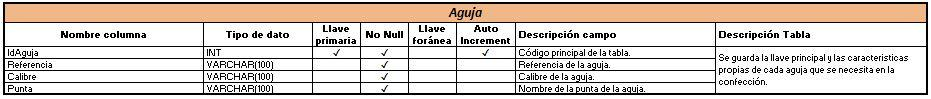 Aguja
Nombre columna Tipo de dato Llave primaria No Null Llave foránea Auto Increment Descripción campo Descripción Tabla
IdAguja INT ✓ ✓ ✓ Código principal de la tabla. Se guarda la llave principal y las caracteristicas propias de cada aguja que se necesita en la confección.
Referencia VARCHAR(100) ✓ Referencia de la aguja.
Calibre VARCHAR(100) ✓ Calibre de la aguja.
Punta VARCHAR(100) ✓ Nombre de la punta de la aguja.